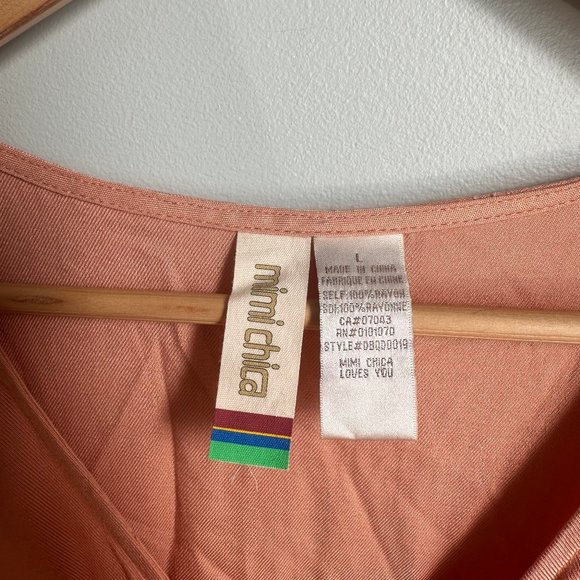 mimi chica
L
MADE IN CHINA
FABRIQUE EN CHINE
SELF:100%RAYON
SOI:100%RAYONNE
CA#07043
RN#0101070
STYLE#DBQD0019
MIMI CHICA
LOVES YOU